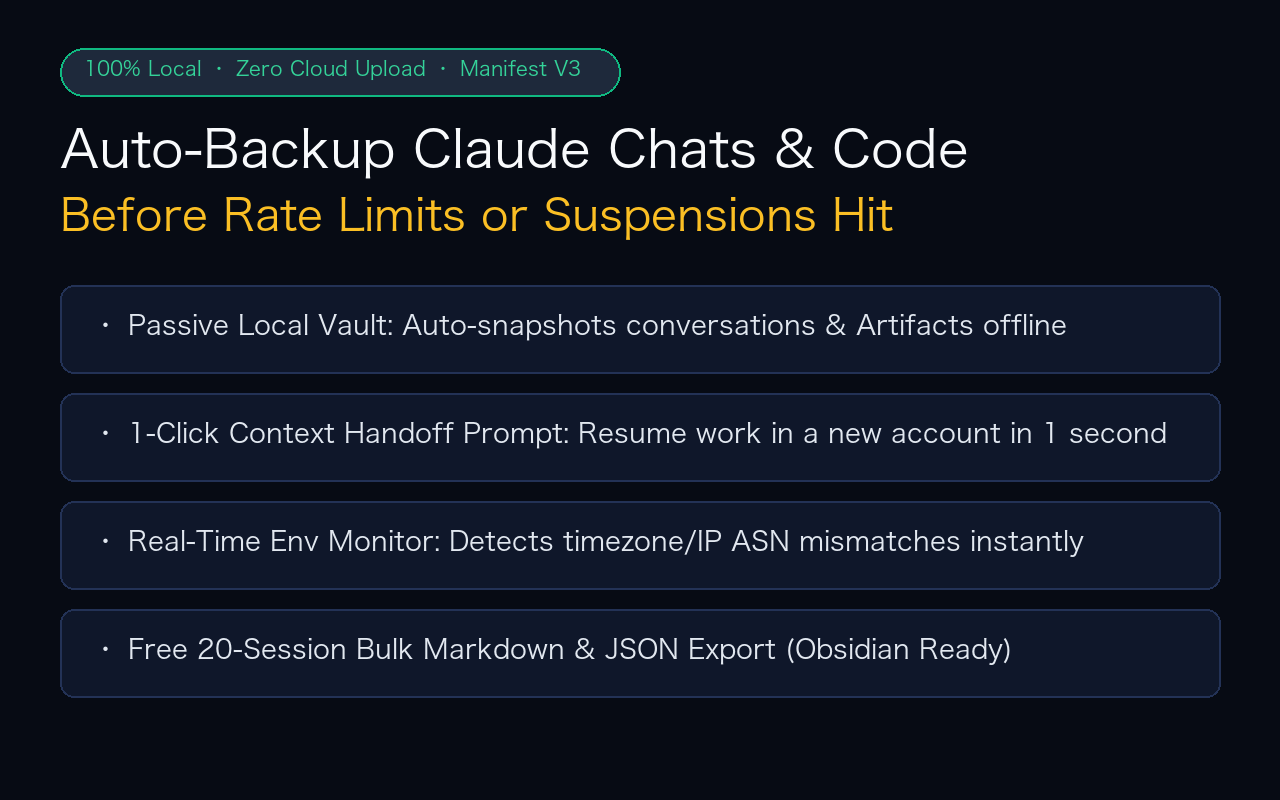 100% Local · Zero Cloud Upload · Manifest V3
Auto-Backup Claude Chats & Code
Before Rate Limits or Suspensions Hit
· Passive Local Vault: Auto-snapshots conversations & Artifacts offline
· 1-Click Context Handoff Prompt: Resume work in a new account in 1 second
· Real-Time Env Monitor: Detects timezone/IP ASN mismatches instantly
· Free 20-Session Bulk Markdown & JSON Export (Obsidian Ready)